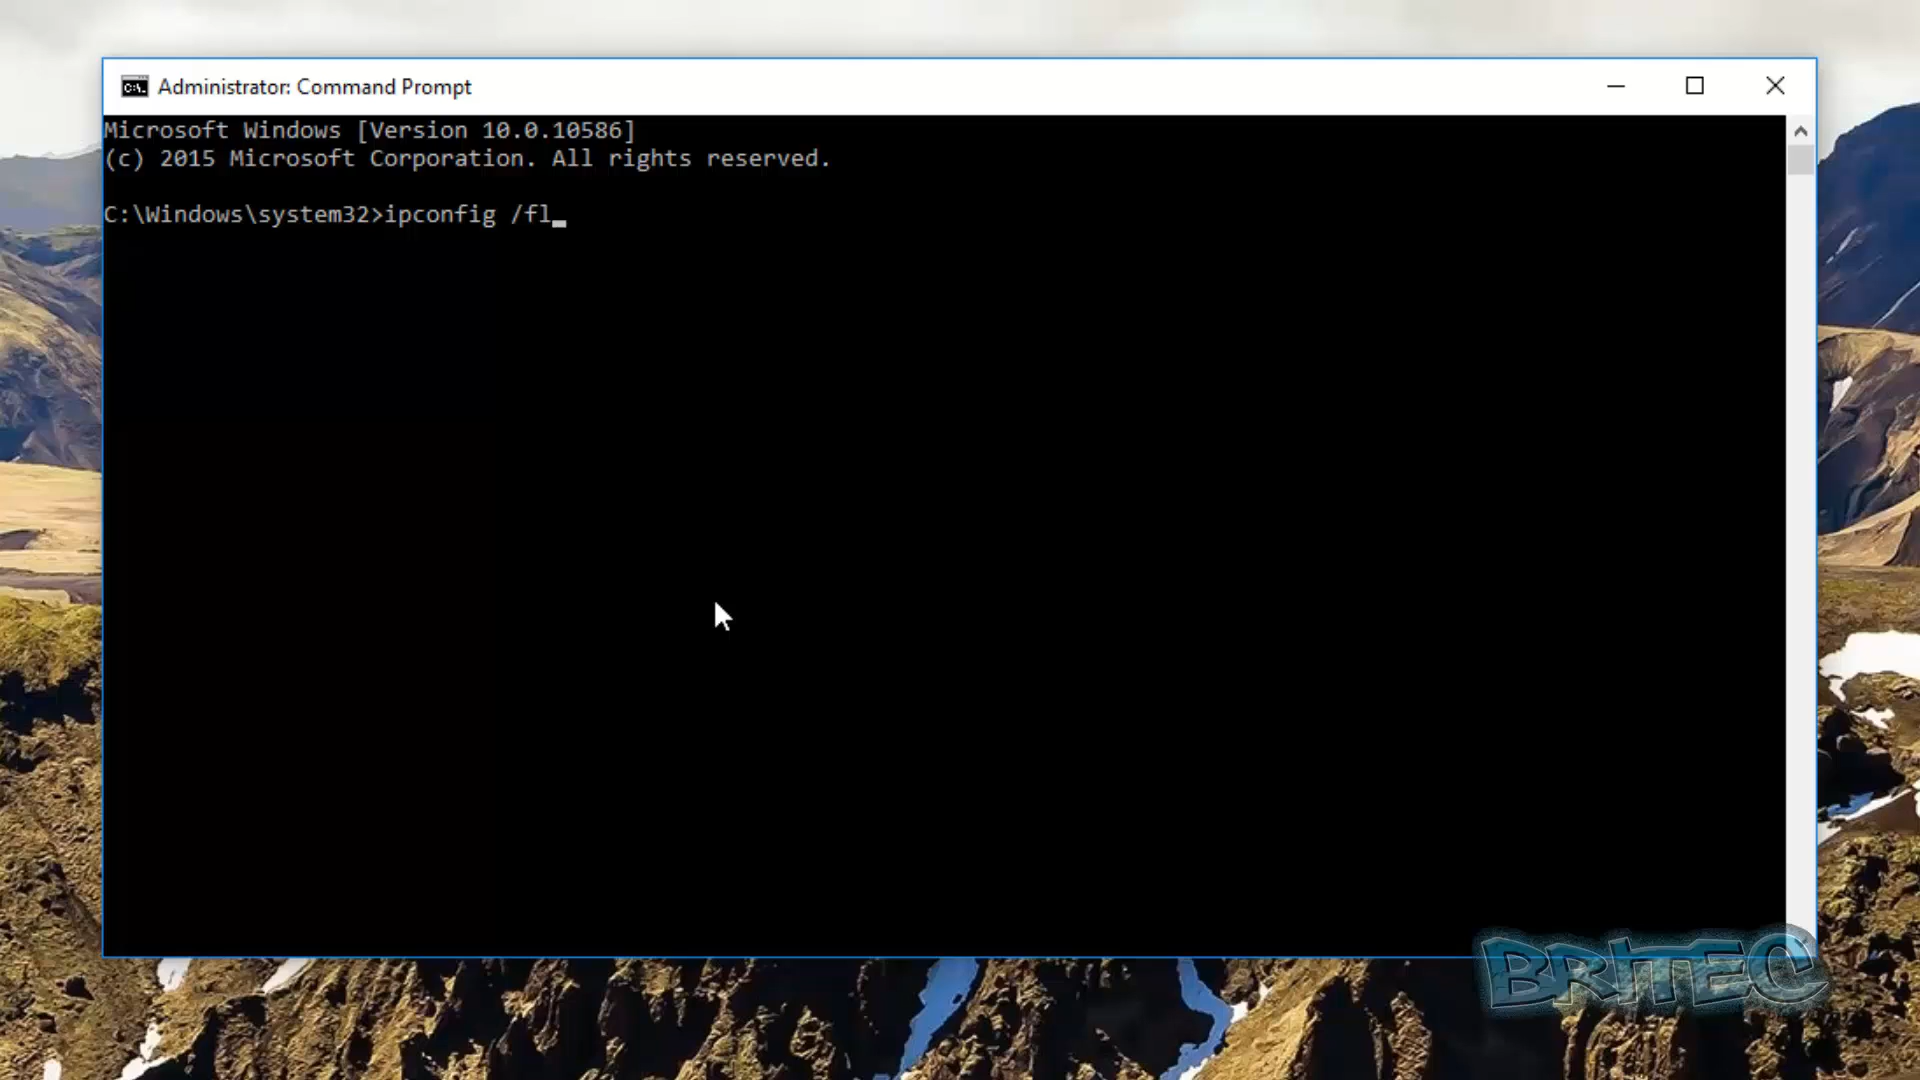 Administrator: Command Prompt
Microsoft Windows [Version 10.0.10586]
(c) 2015 Microsoft Corporation. All rights reserved.
C:\Windows\system32>ipconfig /fl
BRITEC